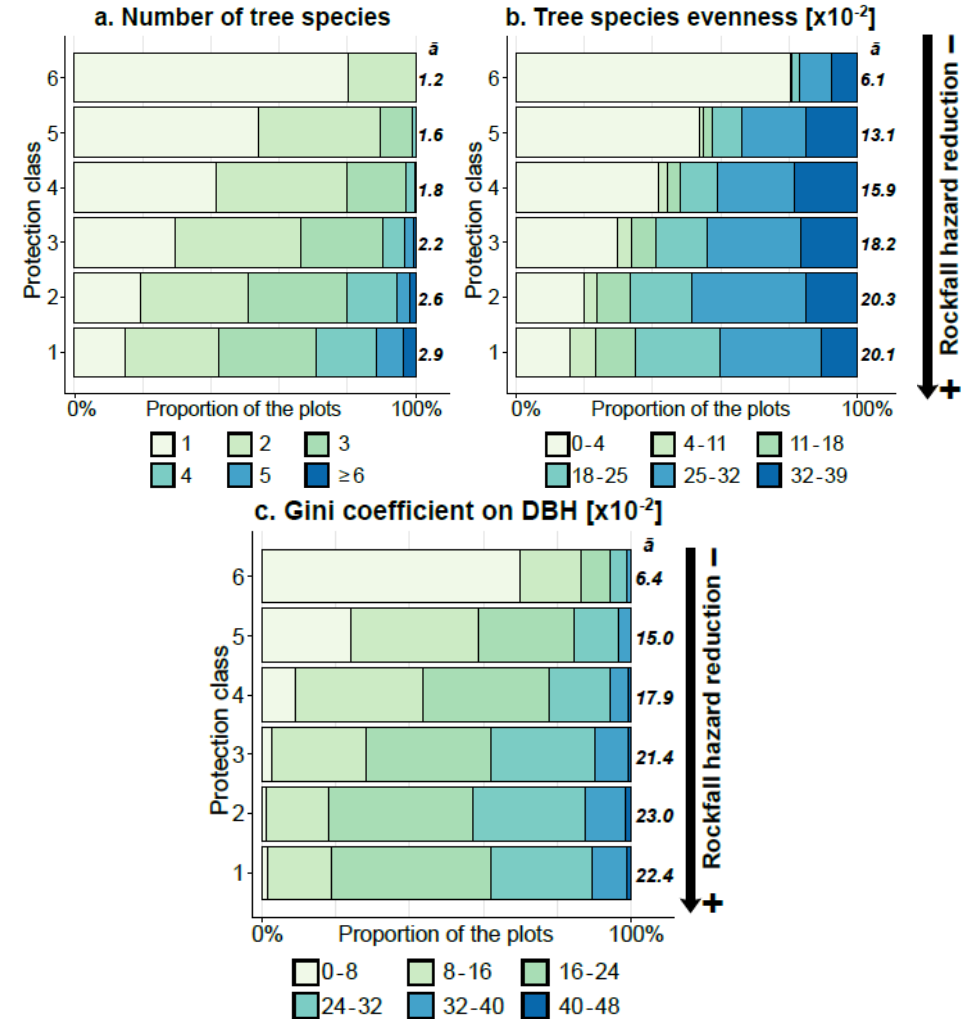 a. Number of tree species
ā
6 1.2
5 1.6
4 1.8
3 2.2
2 2.6
1 2.9
Protection class
0% Proportion of the plots 100%
1 2 3
4 5 ≥6
b. Tree species evenness [x10⁻²]
ā
6 6.1
5 13.1
4 15.9
3 18.2
2 20.3
1 20.1
Protection class
0% Proportion of the plots 100%
0-4 4-11 11-18
18-25 25-32 32-39
− Rockfall hazard reduction +
c. Gini coefficient on DBH [x10⁻²]
ā
6 6.4
5 15.0
4 17.9
3 21.4
2 23.0
1 22.4
Protection class
0% Proportion of the plots 100%
0-8 8-16 16-24
24-32 32-40 40-48
− Rockfall hazard reduction +